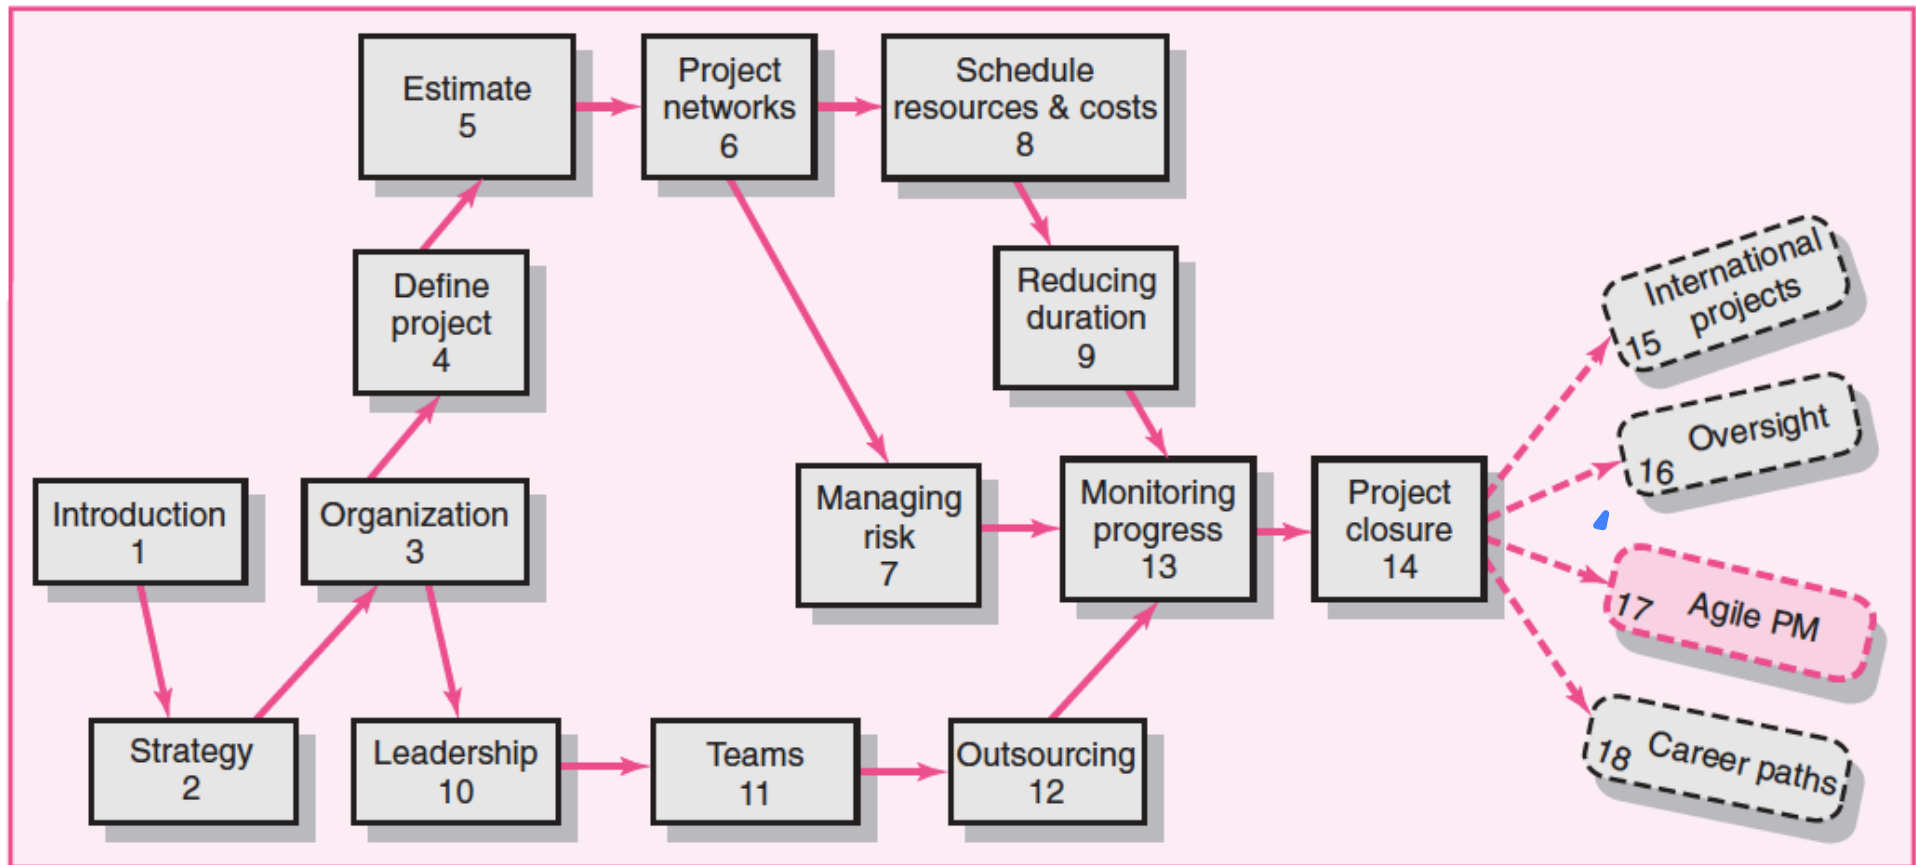 Estimate
5
Project
networks
6
Schedule
resources & costs
8
Define
project
4
Reducing
duration
9
International
projects
15
Oversight
16
Introduction
1
Organization
3
Managing
risk
7
Monitoring
progress
13
Project
closure
14
17 Agile PM
Strategy
2
Leadership
10
Teams
11
Outsourcing
12
18 Career paths